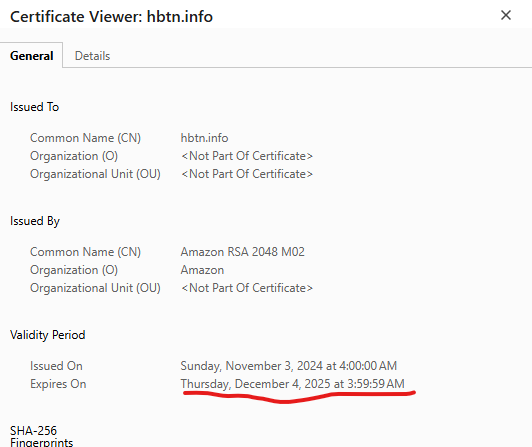 Certificate Viewer: hbtn.info
General Details
Issued To
Common Name (CN) hbtn.info
Organization (O) <Not Part Of Certificate>
Organizational Unit (OU) <Not Part Of Certificate>
Issued By
Common Name (CN) Amazon RSA 2048 M02
Organization (O) Amazon
Organizational Unit (OU) <Not Part Of Certificate>
Validity Period
Issued On Sunday, November 3, 2024 at 4:00:00 AM
Expires On Thursday, December 4, 2025 at 3:59:59 AM
SHA-256
Fingerprints